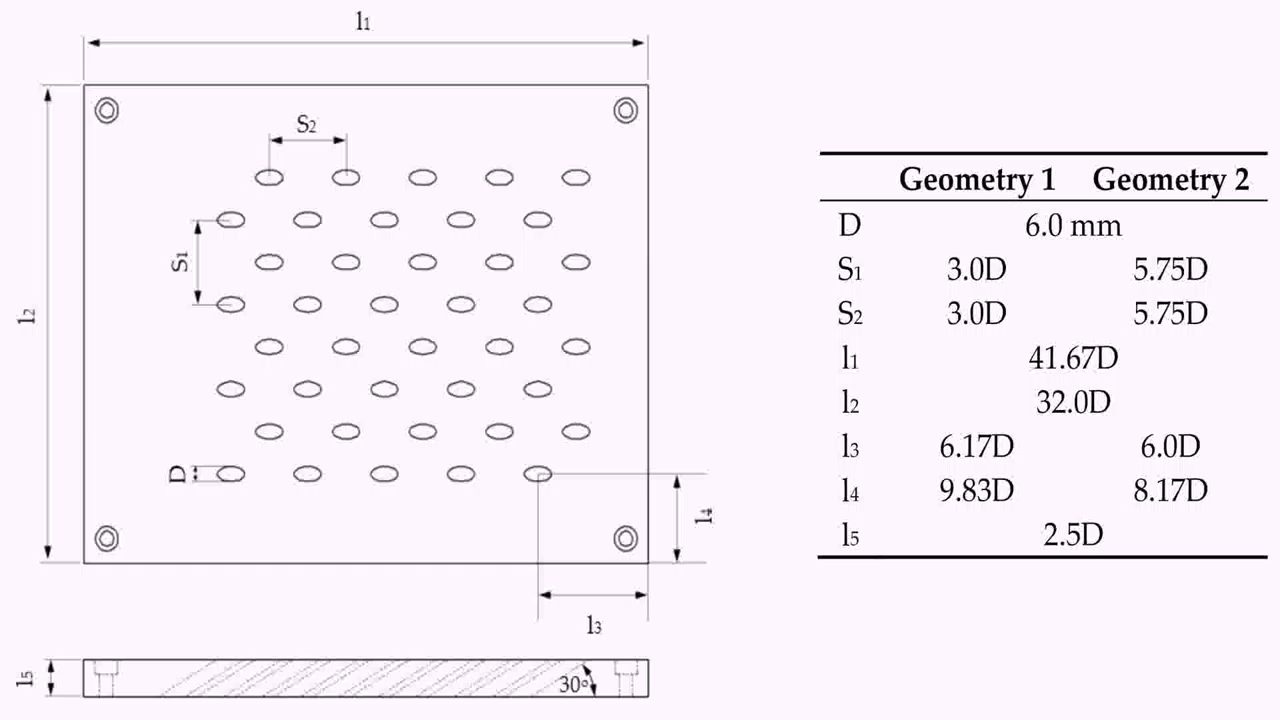 l1
S2
S1
l2
D
l4
l3
l5
30°
Geometry 1 Geometry 2
D 6.0 mm
S1 3.0D 5.75D
S2 3.0D 5.75D
l1 41.67D
l2 32.0D
l3 6.17D 6.0D
l4 9.83D 8.17D
l5 2.5D